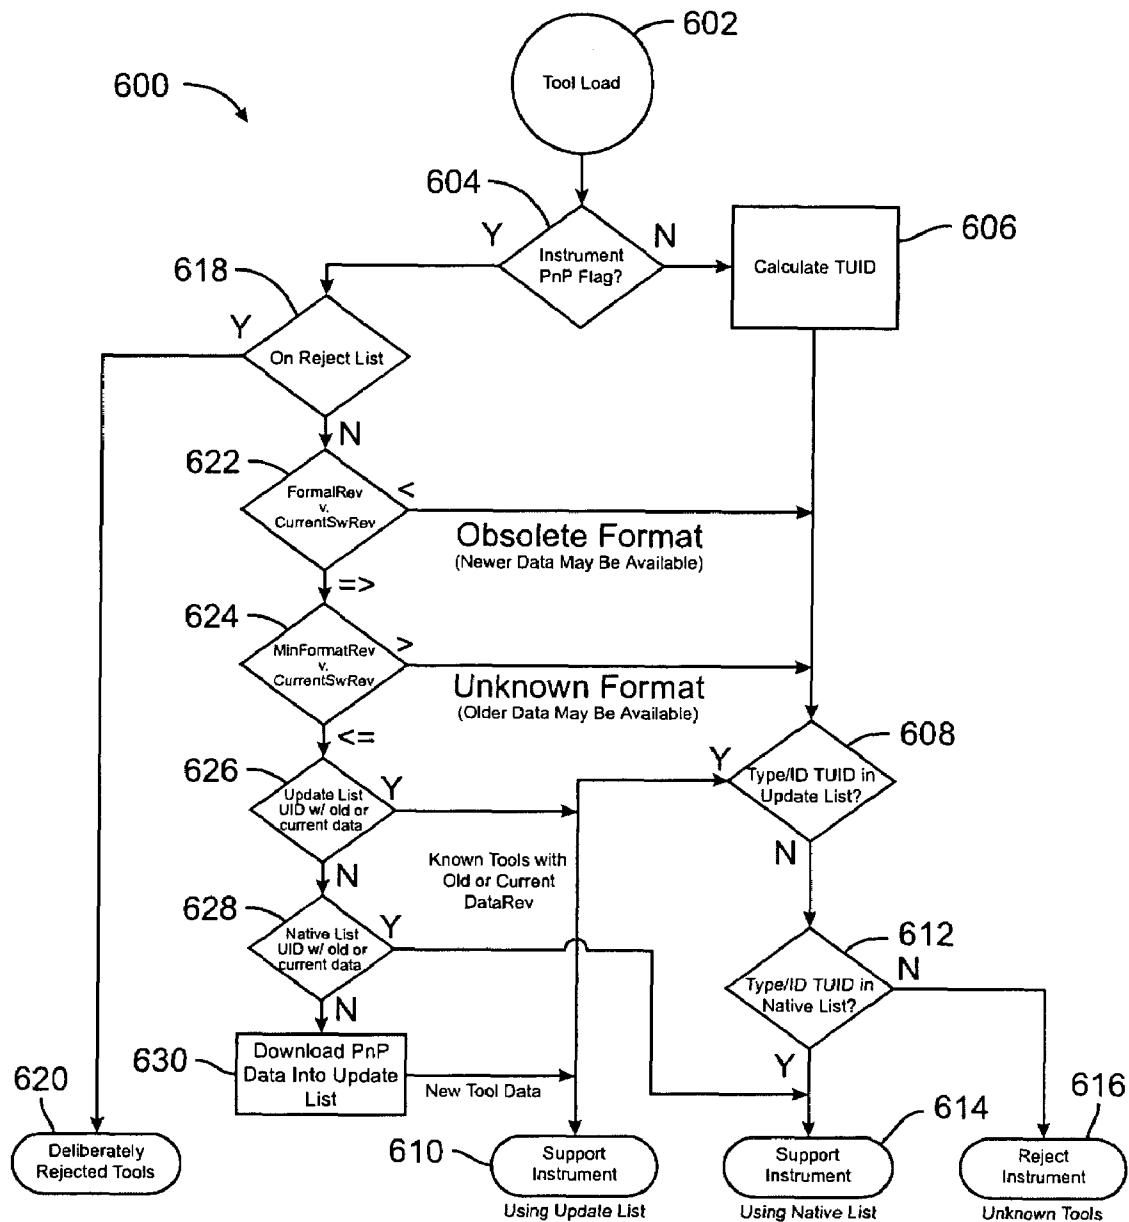 602
Tool Load
600
604
Y
N
Instrument
PnP Flag?
606
Calculate TUID
618
Y
On Reject List
N
622
FormalRev
v.
CurrentSwRev
<
Obsolete Format
(Newer Data May Be Available)
=>
624
MinFormatRev
v.
CurrentSwRev
>
Unknown Format
(Older Data May Be Available)
<=
608
Y
Type/ID TUID in
Update List?
N
626
Update List
UID w/ old or
current data
Y
Known Tools with
Old or Current
DataRev
N
628
Native List
UID w/ old or
current data
Y
N
612
Type/ID TUID in
Native List?
N
Y
630
Download PnP
Data Into Update
List
New Tool Data
620
Deliberately
Rejected Tools
610
Support
Instrument
Using Update List
614
Support
Instrument
Using Native List
616
Reject
Instrument
Unknown Tools